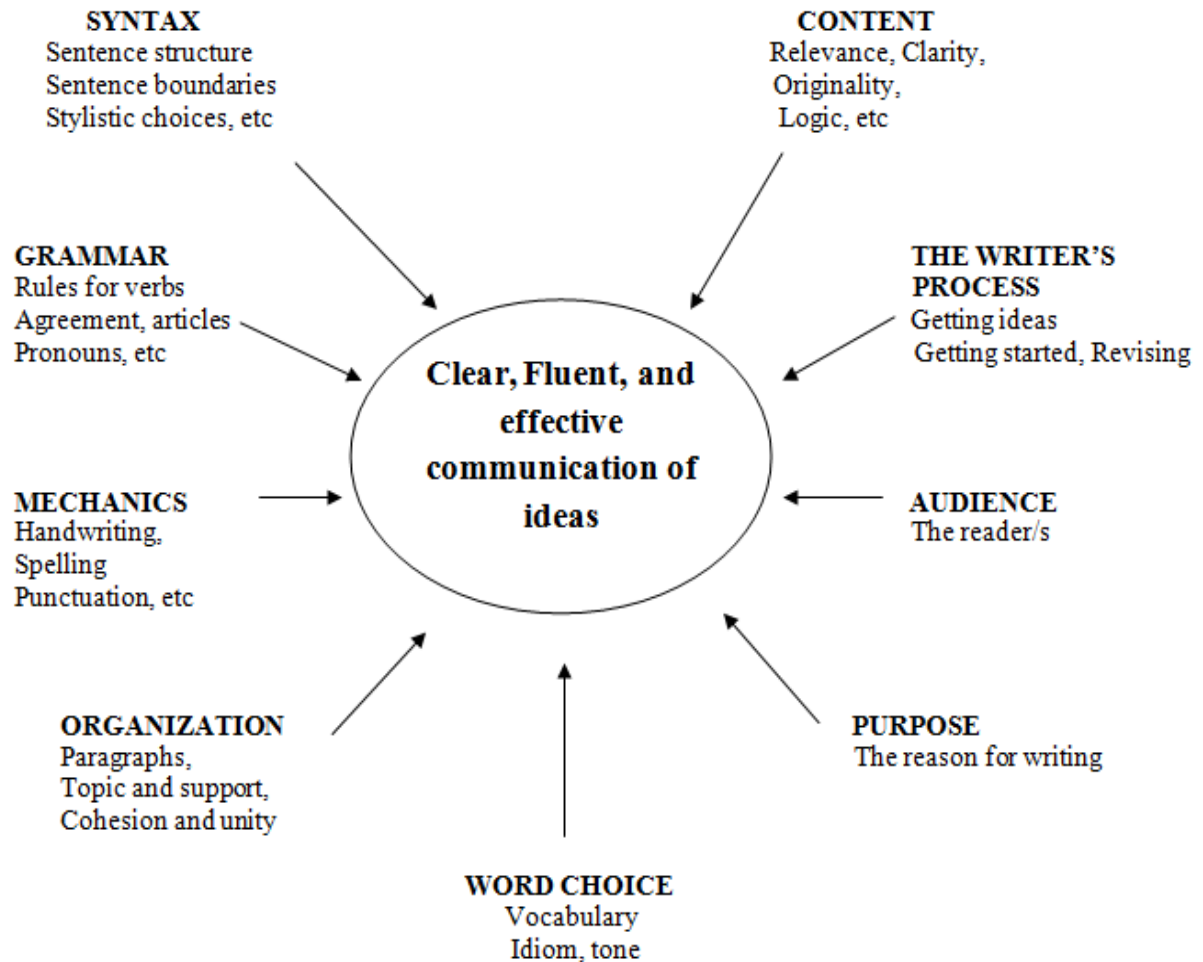 SYNTAX
Sentence structure
Sentence boundaries
Stylistic choices, etc
CONTENT
Relevance, Clarity,
Originality,
Logic, etc
GRAMMAR
Rules for verbs
Agreement, articles
Pronouns, etc
THE WRITER’S
PROCESS
Getting ideas
Getting started, Revising
Clear, Fluent, and
effective
communication of
ideas
MECHANICS
Handwriting,
Spelling
Punctuation, etc
AUDIENCE
The reader/s
ORGANIZATION
Paragraphs,
Topic and support,
Cohesion and unity
PURPOSE
The reason for writing
WORD CHOICE
Vocabulary
Idiom, tone